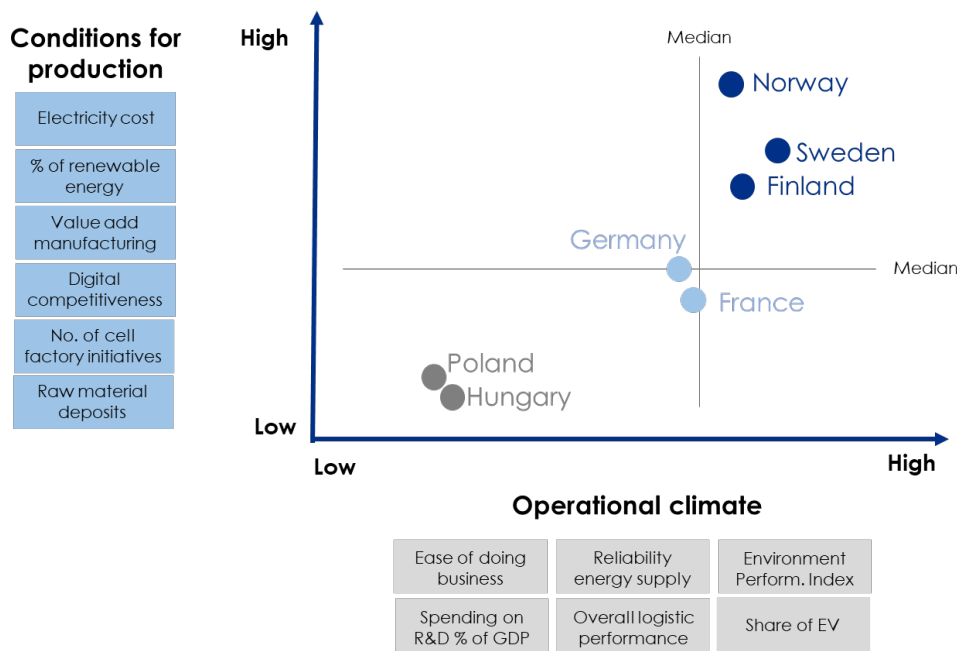 Conditions for
production
Electricity cost
% of renewable
energy
Value add
manufacturing
Digital
competitiveness
No. of cell
factory initiatives
Raw material
deposits
High
Median
Norway
Sweden
Finland
Germany
Median
France
Poland
Hungary
Low
Low
High
Operational climate
Ease of doing
business
Reliability
energy supply
Environment
Perform. Index
Spending on
R&D % of GDP
Overall logistic
performance
Share of EV